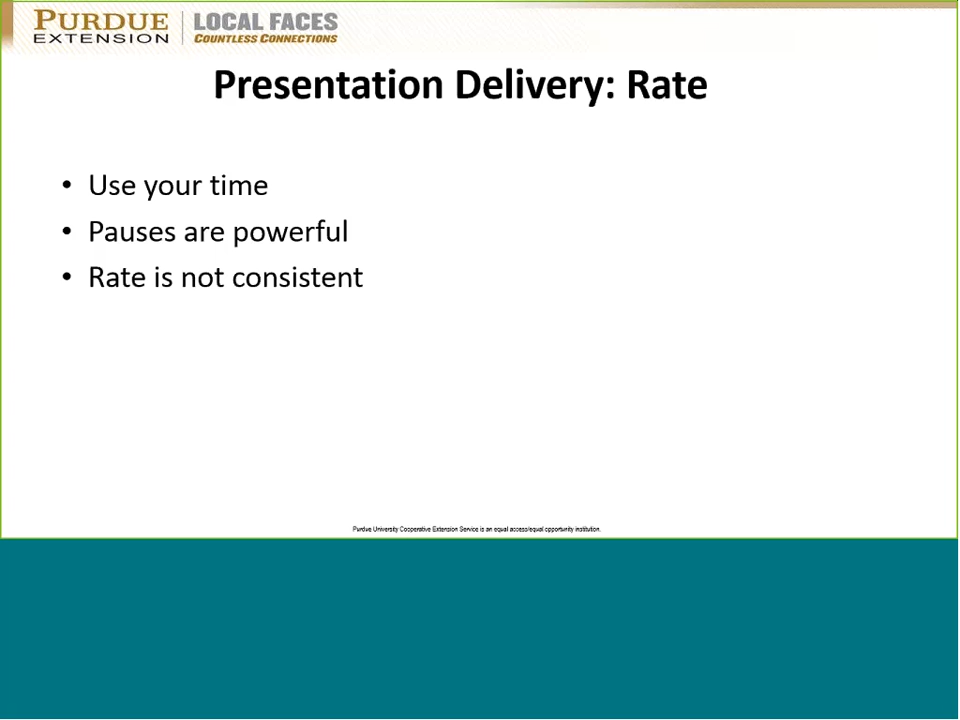 PURDUE EXTENSION
LOCAL FACES
COUNTLESS CONNECTIONS
Presentation Delivery: Rate
• Use your time
• Pauses are powerful
• Rate is not consistent
Purdue University Cooperative Extension Service is an equal access/equal opportunity institution.